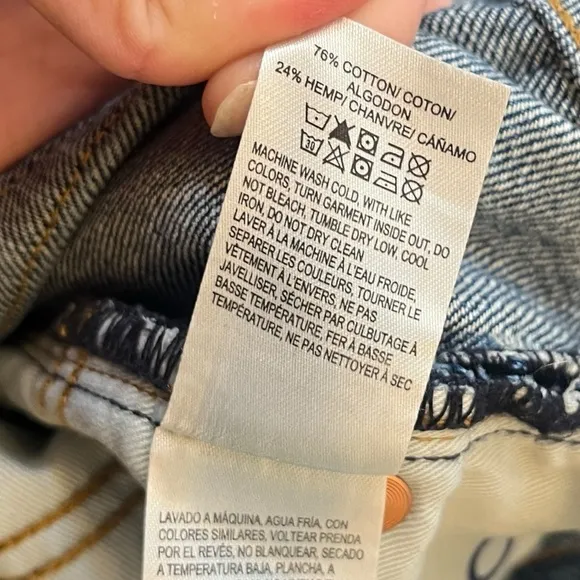 76% COTTON/ COTON/
ALGODON
24% HEMP/ CHANVRE/ CÁÑAMO
30
MACHINE WASH COLD, WITH LIKE
COLORS, TURN GARMENT INSIDE OUT, DO
NOT BLEACH, TUMBLE DRY LOW, COOL
IRON, DO NOT DRY CLEAN
LAVER À LA MACHINE À L'EAU FROIDE,
SEPARER LES COULEURS, TOURNER LE
VÊTEMENT À L'ENVERS, NE PAS
JAVELLISER, SÉCHER PAR CULBUTAGE À
BASSE TEMPÉRATURE, FER À BASSE
TEMPÉRATURE, NE PAS NETTOYER À SEC
LAVADO A MÁQUINA, AGUA FRÍA, CON
COLORES SIMILARES, VOLTEAR PRENDA
POR EL REVÉS, NO BLANQUEAR, SECADO
A TEMPERATURA BAJA, PLANCHA, A